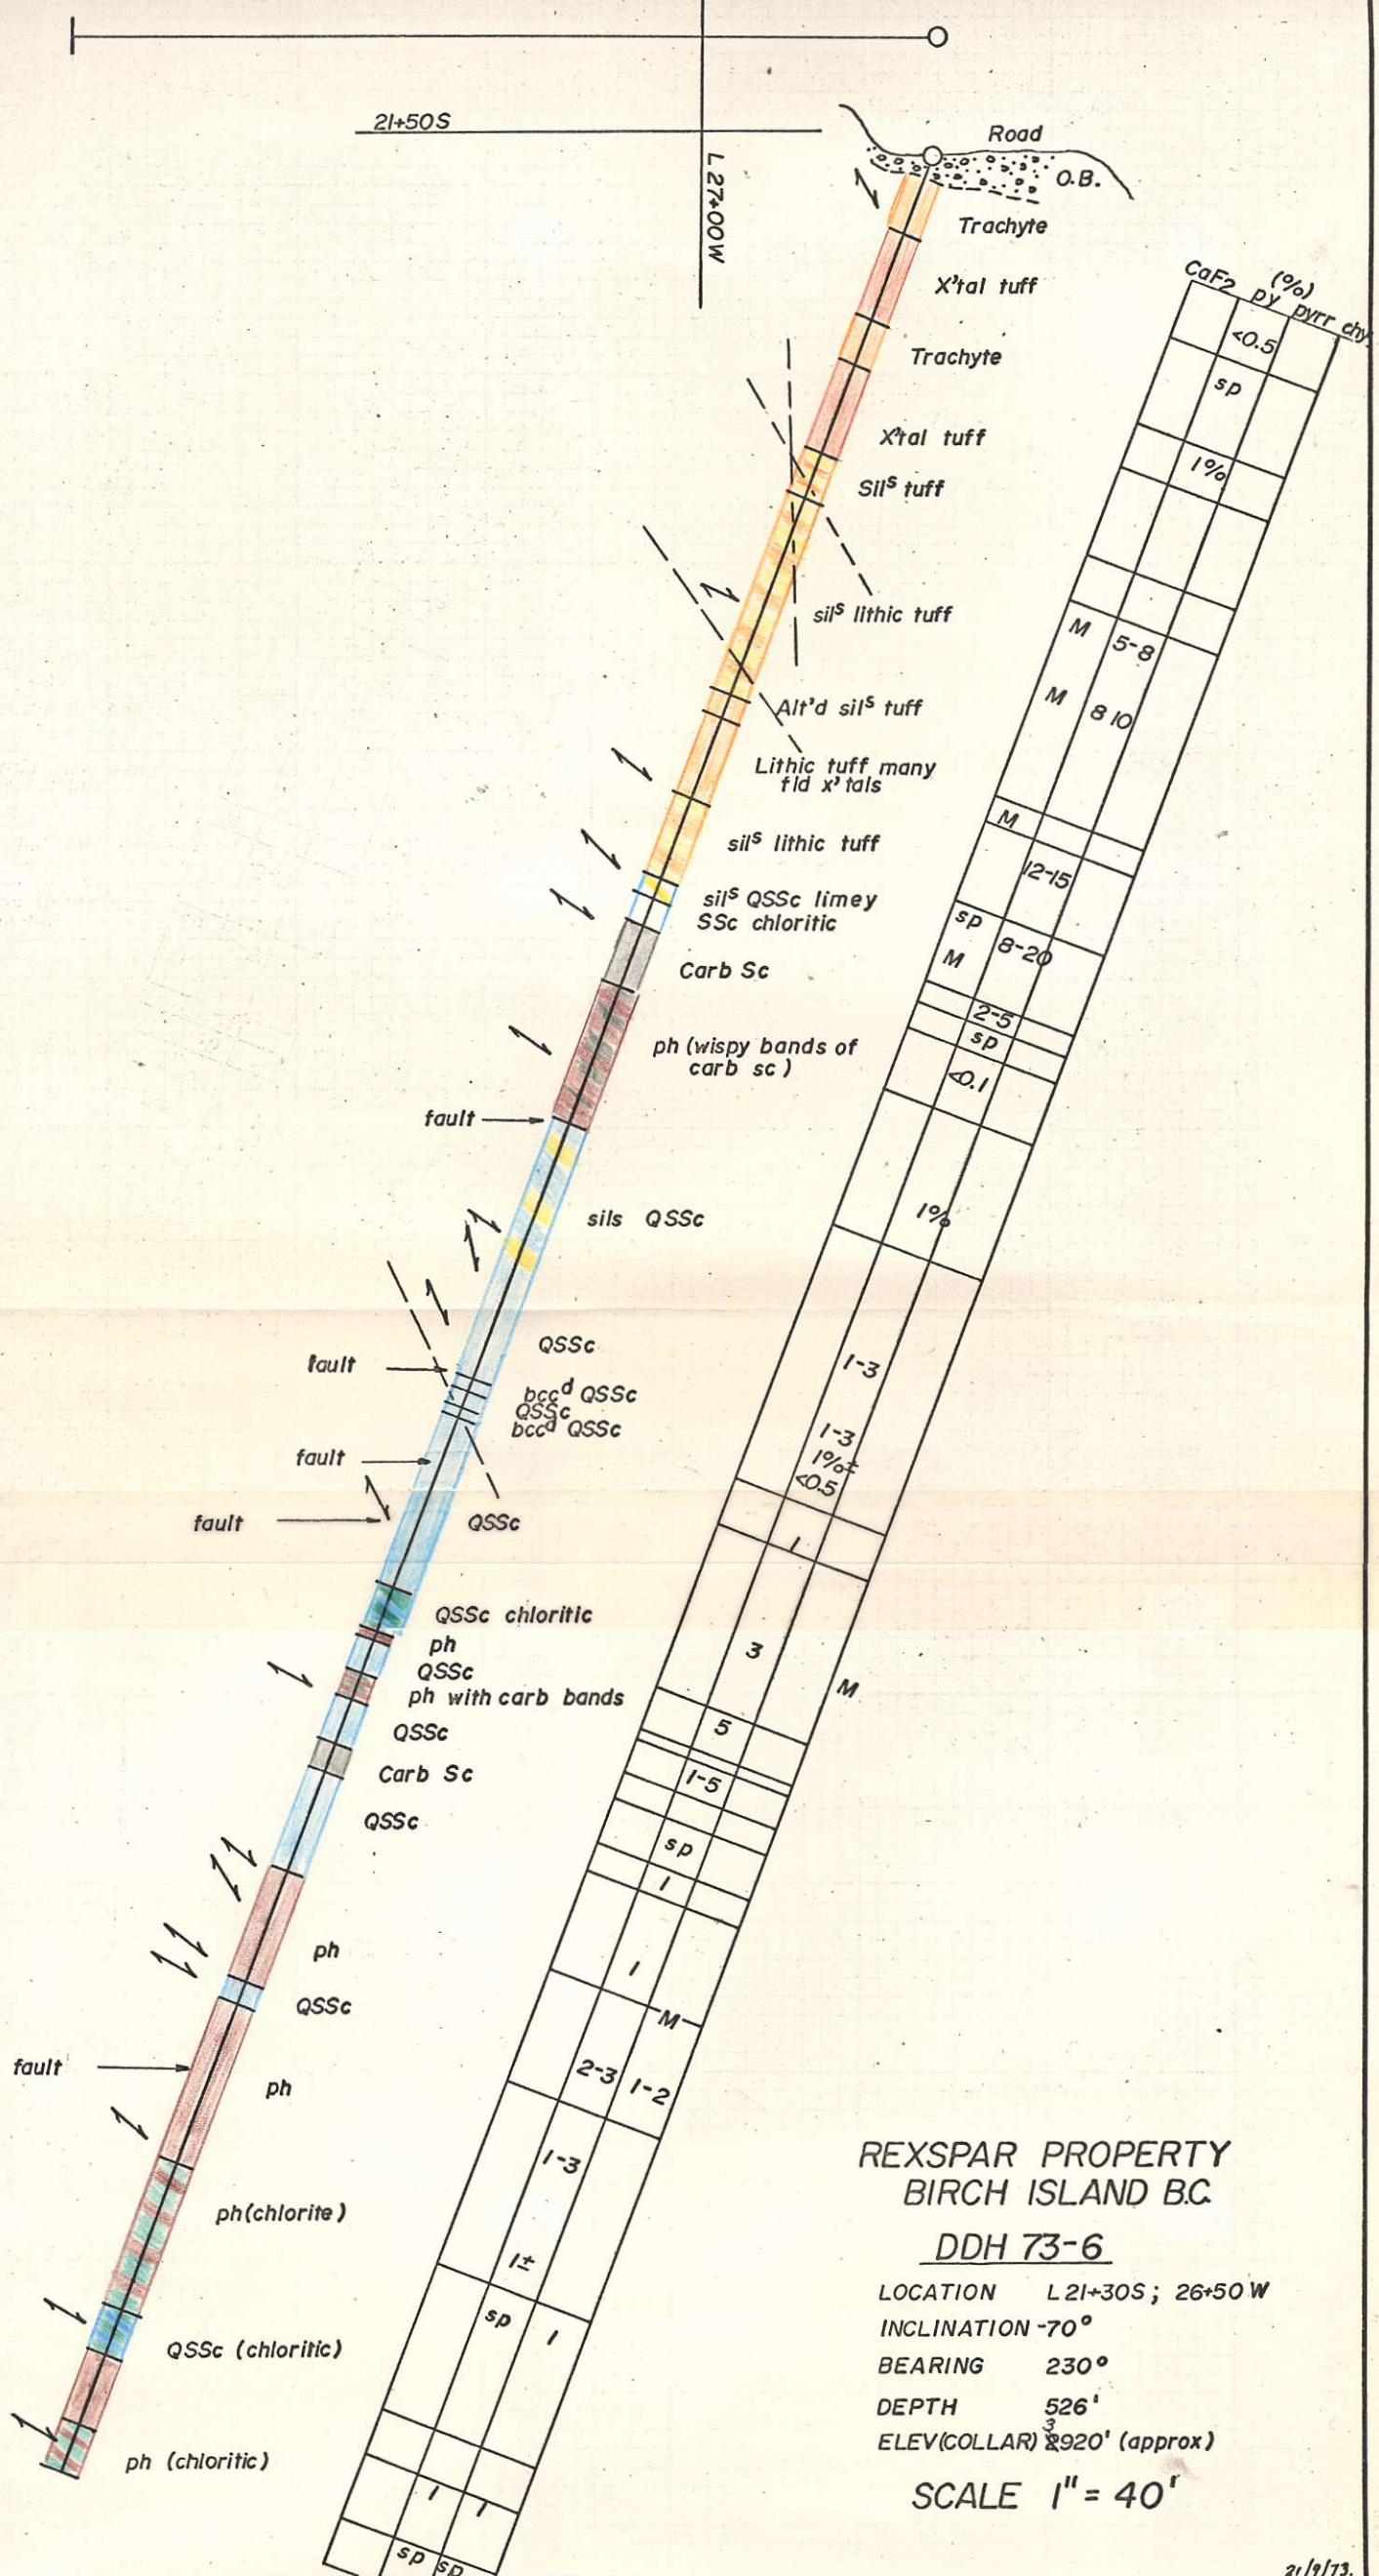 21+50S
L 27+00W
Road
O.B.
Trachyte
X'tal tuff
Trachyte
X'tal tuff
Silˢ tuff
silˢ lithic tuff
Alt'd silˢ tuff
Lithic tuff many
fld x'tals
silˢ lithic tuff
silˢ QSSc limey
SSc chloritic
Carb Sc
ph (wispy bands of
carb sc)
fault
sils QSSc
QSSc
fault
bccᵈ QSSc
QSSc
bccᵈ QSSc
fault
fault
QSSc
QSSc chloritic
ph
QSSc
ph with carb bands
QSSc
Carb Sc
QSSc
ph
QSSc
fault
ph
ph(chlorite)
QSSc (chloritic)
ph (chloritic)
(%)
CaF2 py pyrr chy.
<0.5
sp
1%
M 5-8
M 8 10
M
12-15
sp 8-20
M
2-5
sp
<0.1
1%
1-3
1-3
1%±
<0.5
1
3
M
5
1-5
sp
1
1
M
2-3 1-2
1-3
1±
sp 1
1 1
sp sp
REXSPAR PROPERTY
BIRCH ISLAND B.C.
DDH 73-6
LOCATION L 21+30S; 26+50 W
INCLINATION -70°
BEARING 230°
DEPTH 526'
ELEV(COLLAR) 3920' (approx)
SCALE 1" = 40'
21/9/73.